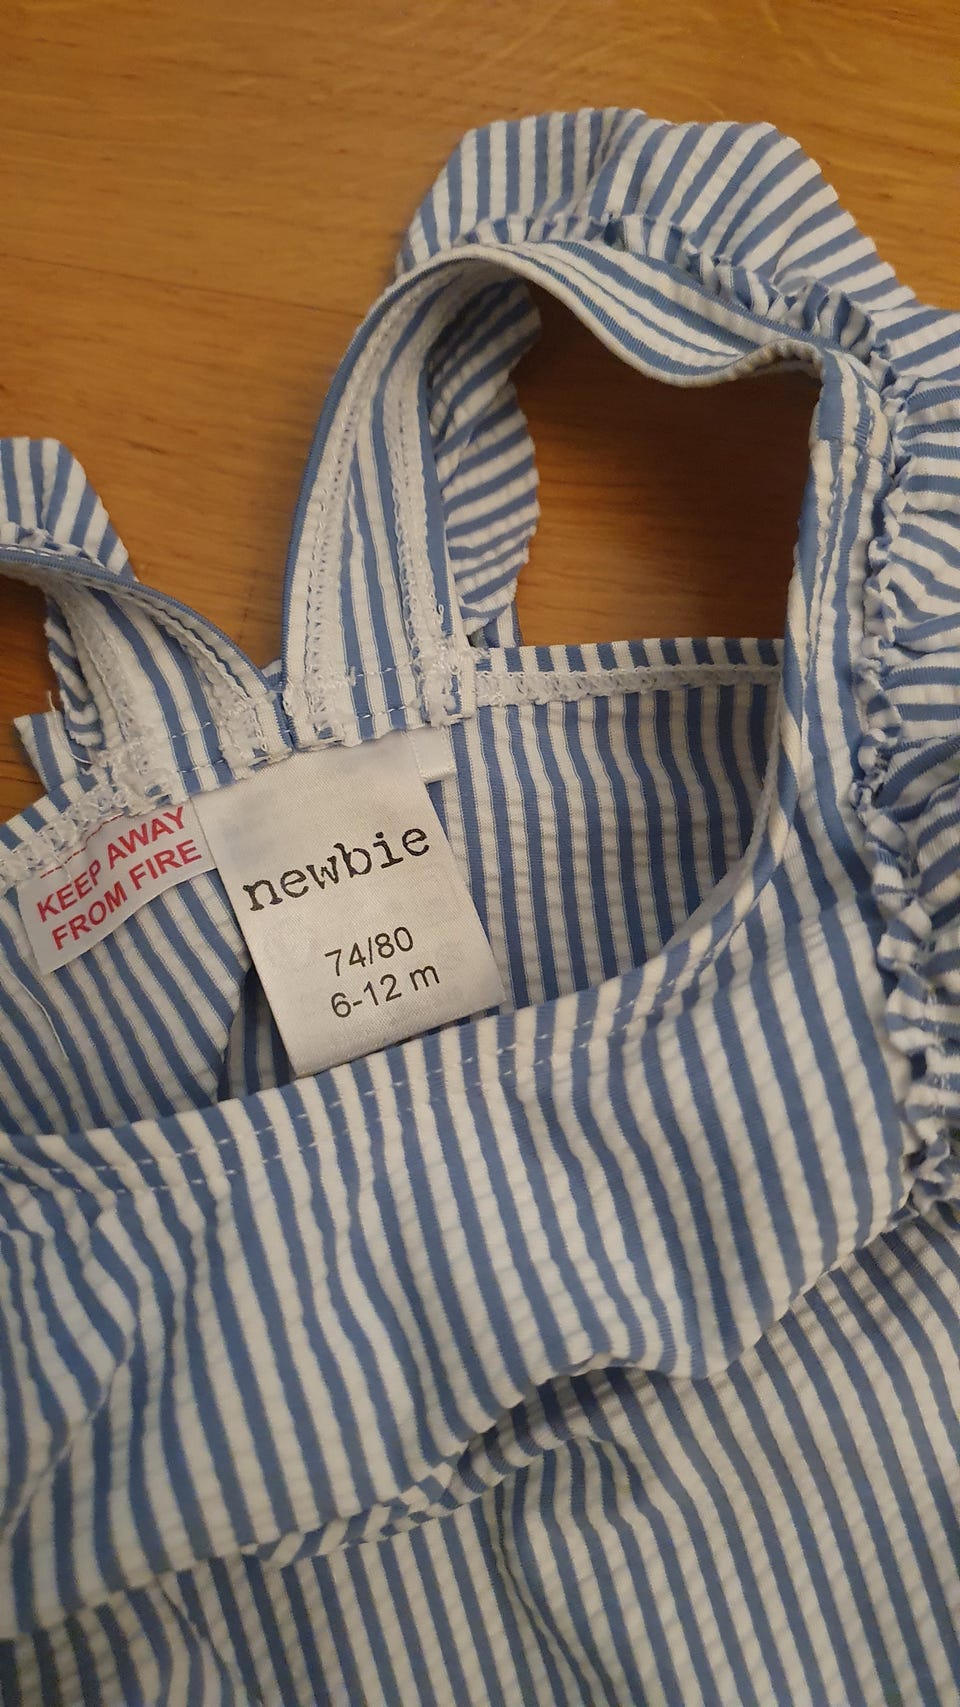 KEEP AWAY
FROM FIRE
newbie
74/80
6-12 m